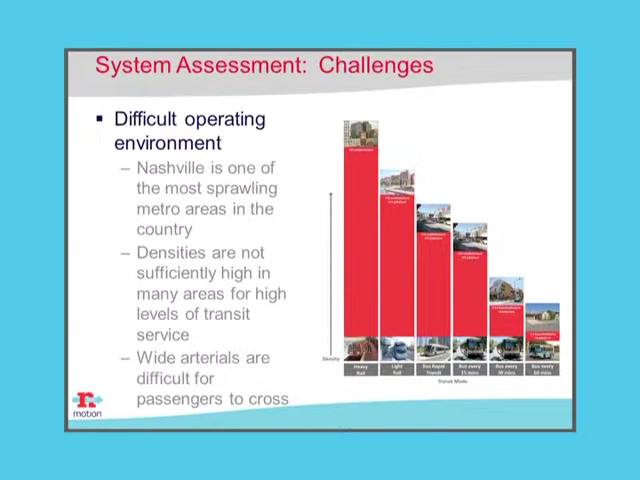 System Assessment: Challenges
▪ Difficult operating
environment
– Nashville is one of
the most sprawling
metro areas in the
country
– Densities are not
sufficiently high in
many areas for high
levels of transit
service
– Wide arterials are
difficult for
passengers to cross
Density
Heavy
Rail
Light
Rail
Bus Rapid
Transit
Bus every
15 mins
Bus every
30 mins
Bus every
60 mins
Transit Mode
n
motion